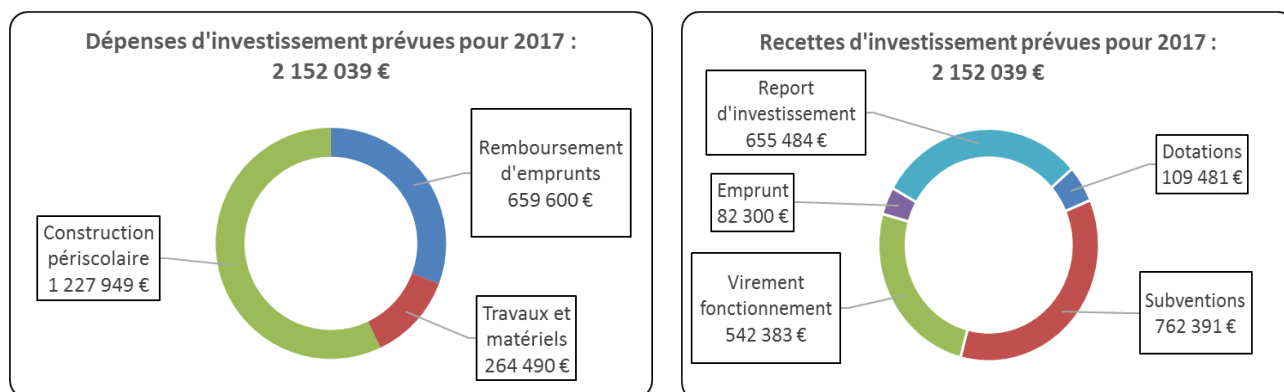 Dépenses d'investissement prévues pour 2017 :
2 152 039 €
Remboursement
d'emprunts
659 600 €
Construction
périscolaire
1 227 949 €
Travaux et
matériels
264 490 €
Recettes d'investissement prévues pour 2017 :
2 152 039 €
Report
d'investissement
655 484 €
Dotations
109 481 €
Emprunt
82 300 €
Virement
fonctionnement
542 383 €
Subventions
762 391 €